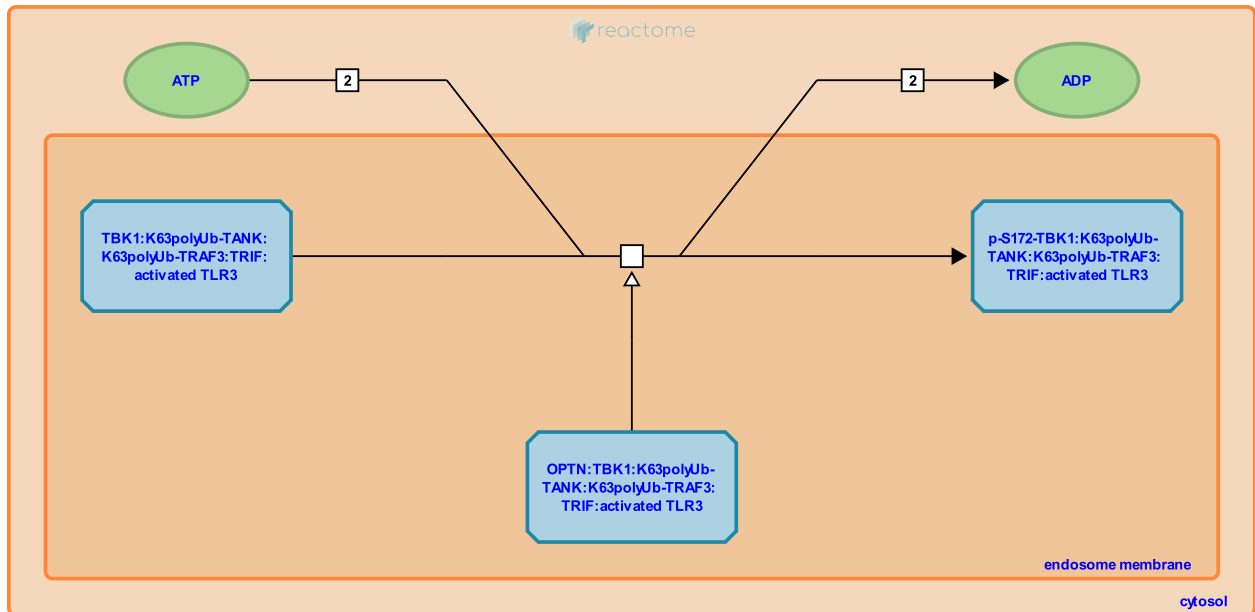 reactome
ATP
2
2
ADP
TBK1:K63polyUb-TANK:
K63polyUb-TRAF3:TRIF:
activated TLR3
p-S172-TBK1:K63polyUb-
TANK:K63polyUb-TRAF3:
TRIF:activated TLR3
OPTN:TBK1:K63polyUb-
TANK:K63polyUb-TRAF3:
TRIF:activated TLR3
endosome membrane
cytosol